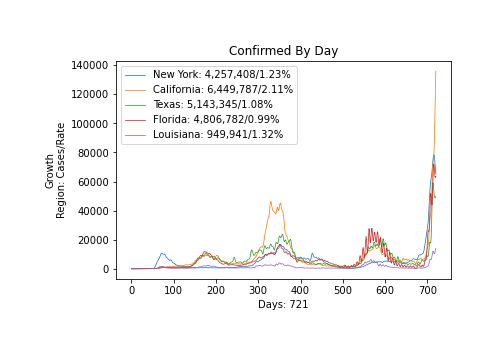 Confirmed By Day
New York: 4,257,408/1.23%
California: 6,449,787/2.11%
Texas: 5,143,345/1.08%
Florida: 4,806,782/0.99%
Louisiana: 949,941/1.32%
Growth
Region: Cases/Rate
140000
120000
100000
80000
60000
40000
20000
0
0 100 200 300 400 500 600 700
Days: 721